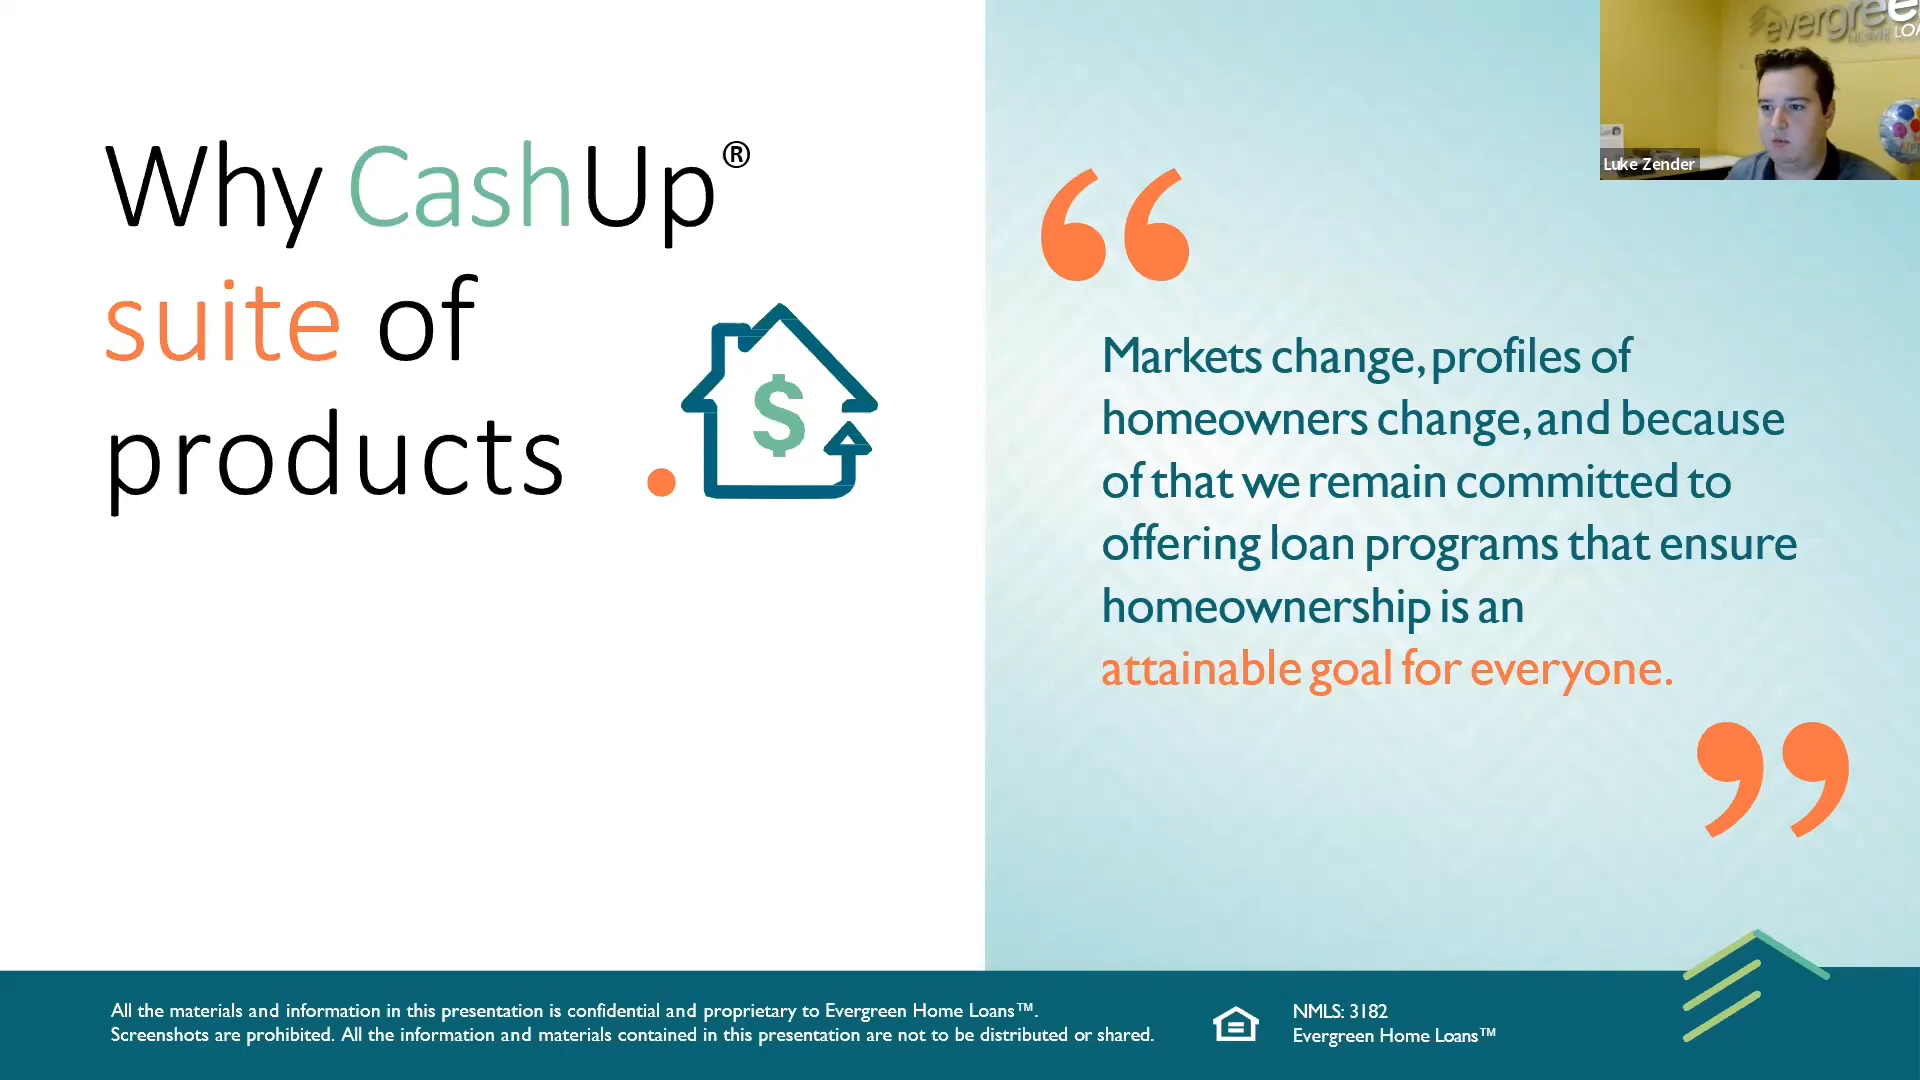 Why CashUp®
suite of
products
$
“
Markets change, profiles of
homeowners change, and because
of that we remain committed to
offering loan programs that ensure
homeownership is an
attainable goal for everyone.
”
evergree
HOME LOA
Luke Zender
All the materials and information in this presentation is confidential and proprietary to Evergreen Home Loans™.
Screenshots are prohibited. All the information and materials contained in this presentation are not to be distributed or shared.
NMLS: 3182
Evergreen Home Loans™